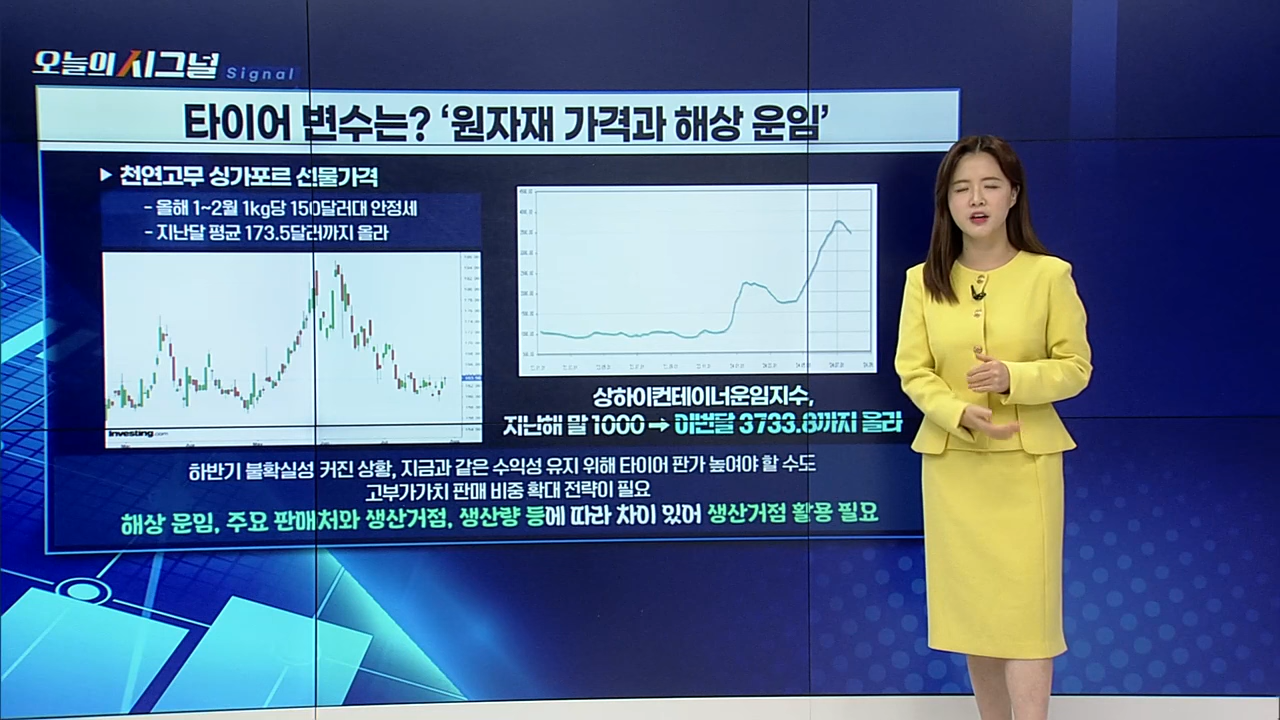 오늘의 시그널 Signal
타이어 변수는? ‘원자재 가격과 해상 운임’
▶ 천연고무 싱가포르 선물가격
- 올해 1~2월 1kg당 150달러대 안정세
- 지난달 평균 173.5달러까지 올라
Investing.com
상하이컨테이너운임지수,
지난해 말 1000 → 이번달 3733.8까지 올라
하반기 불확실성 커진 상황, 지금과 같은 수익성 유지 위해 타이어 판가 높여야 할 수도
고부가가치 판매 비중 확대 전략이 필요
해상 운임, 주요 판매처와 생산거점, 생산량 등에 따라 차이 있어 생산거점 활용 필요